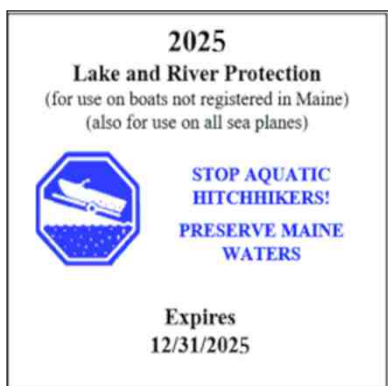 2025
Lake and River Protection
(for use on boats not registered in Maine)
(also for use on all sea planes)
STOP AQUATIC
HITCHHIKERS!
PRESERVE MAINE
WATERS
Expires
12/31/2025